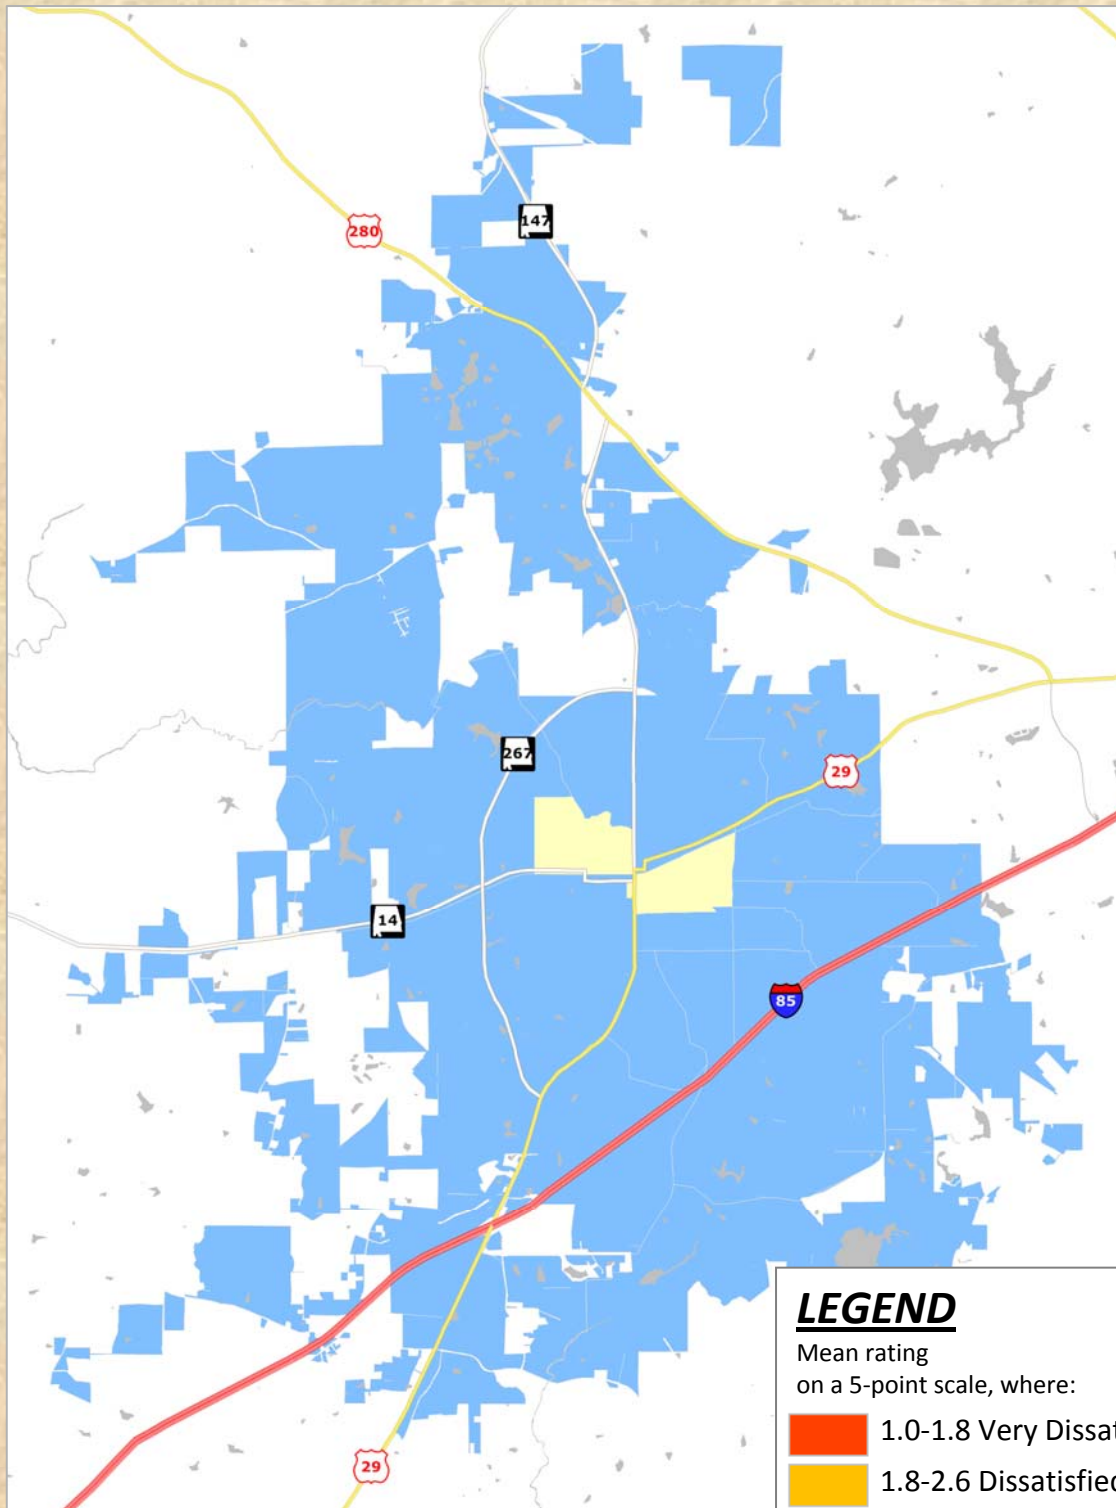 147
280
267
29
14
85
29
LEGEND
Mean rating
on a 5-point scale, where:
1.0-1.8 Very Dissat
1.8-2.6 Dissatisfied